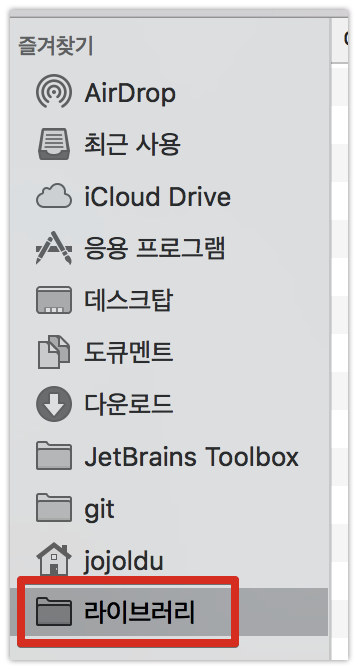 즐겨찾기
AirDrop
최근 사용
iCloud Drive
응용 프로그램
데스크탑
도큐멘트
다운로드
JetBrains Toolbox
git
jojoldu
라이브러리